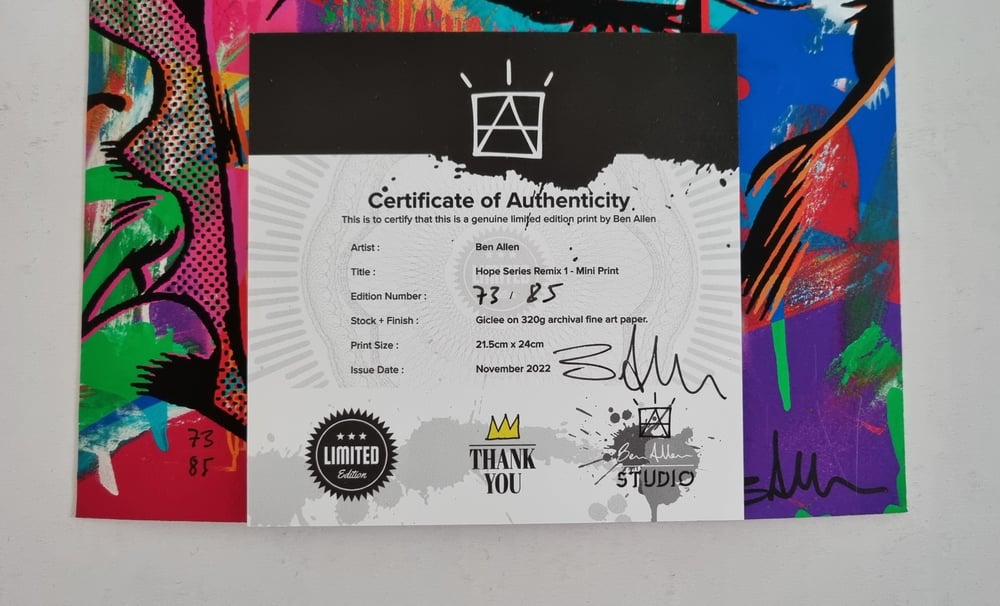 Certificate of Authenticity
This is to certify that this is a genuine limited edition print by Ben Allen
Artist : Ben Allen
Title : Hope Series Remix 1 - Mini Print
Edition Number : 73 / 85
Stock + Finish : Giclee on 320g archival fine art paper.
Print Size : 21.5cm x 24cm
Issue Date : November 2022
LIMITED
Edition
THANK
YOU
Ben Allen
STUDIO
73
85